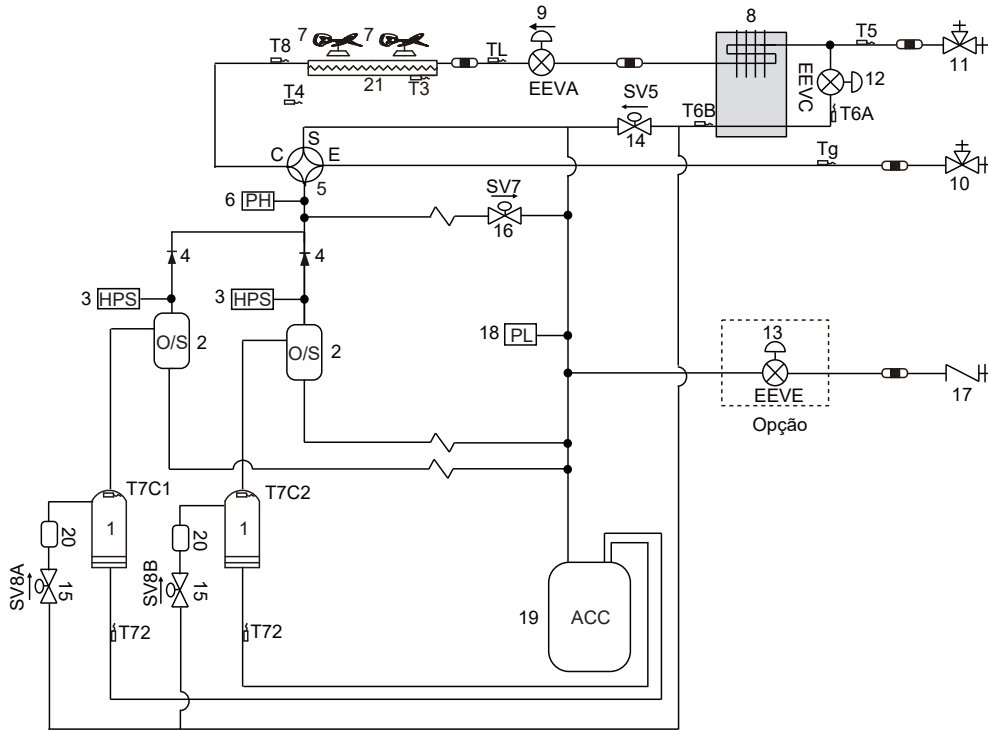 9
8
T8
7
7
TL
T5
EEVA
EEVC
12
11
21
T3
T4
SV5
T6B
T6A
14
S
C
E
5
Tg
10
6
PH
SV7
16
4
4
3
HPS
3
HPS
O/S
2
O/S
2
18
PL
13
EEVE
17
Opção
T7C1
T7C2
1
1
20
20
SV8A
15
SV8B
15
T72
T72
19
ACC